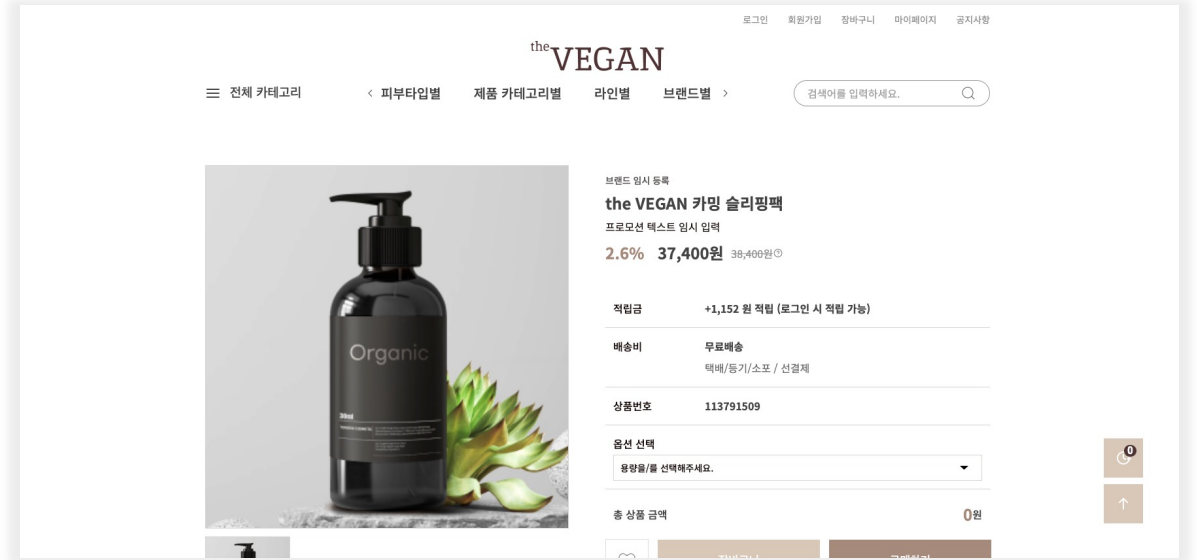 로그인 회원가입 장바구니 마이페이지 공지사항
the VEGAN
전체 카테고리 피부타입별 제품 카테고리별 라인별 브랜드별 검색어를 입력하세요.
브랜드 임시 등록
the VEGAN 카밍 슬리핑팩
프로모션 텍스트 임시 입력
2.6% 37,400원 38,400원
적립금 +1,152 원 적립 (로그인 시 적립 가능)
배송비 무료배송
택배/등기/소포 / 선결제
상품번호 113791509
옵션 선택
용량을/를 선택해주세요.
총 상품 금액 0원
Organic
30ml
0